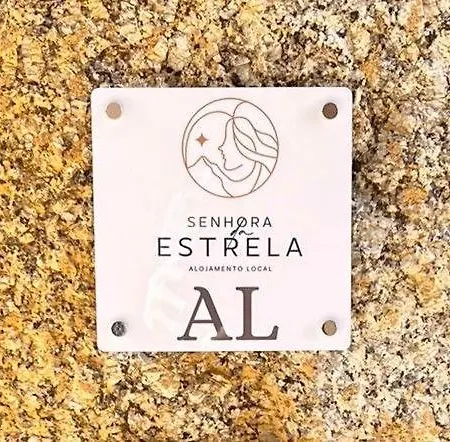 SENHORA
da
ESTRELA
ALOJAMENTO LOCAL
AL